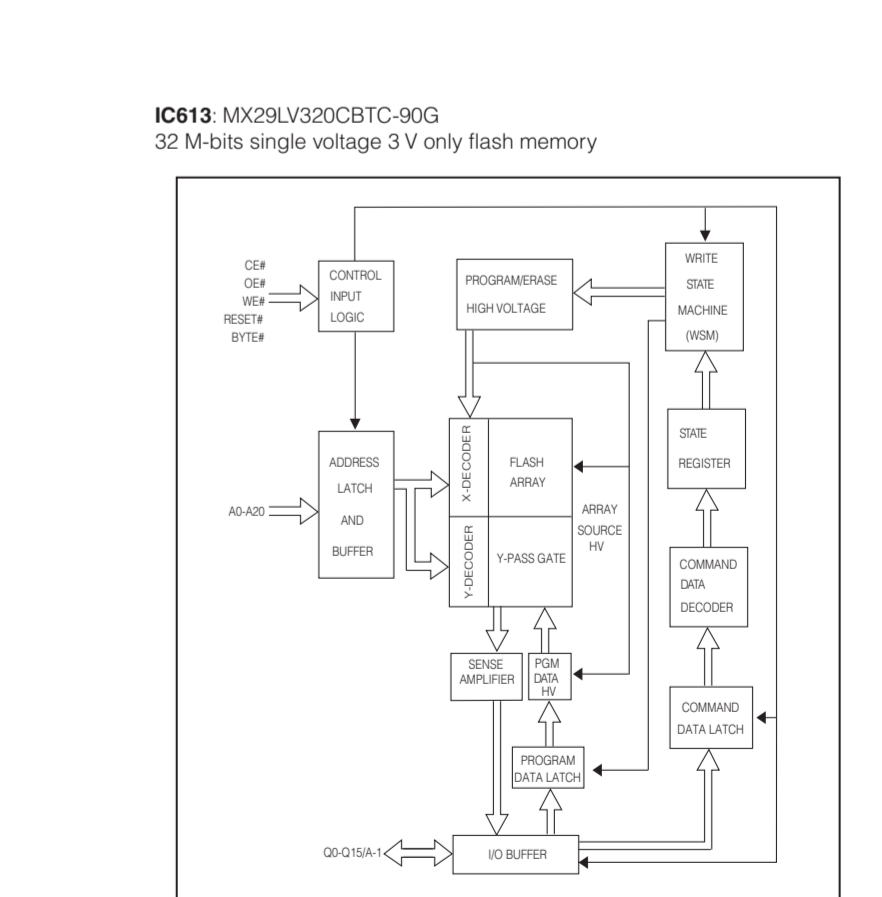 IC613: MX29LV320CBTC-90G
32 M-bits single voltage 3 V only flash memory
CE#
OE#
WE#
RESET#
BYTE#
CONTROL
INPUT
LOGIC
PROGRAM/ERASE
HIGH VOLTAGE
WRITE
STATE
MACHINE
(WSM)
STATE
REGISTER
ADDRESS
LATCH
AND
BUFFER
A0-A20
X-DECODER
FLASH
ARRAY
Y-DECODER
Y-PASS GATE
ARRAY
SOURCE
HV
COMMAND
DATA
DECODER
SENSE
AMPLIFIER
PGM
DATA
HV
COMMAND
DATA LATCH
PROGRAM
DATA LATCH
Q0-Q15/A-1
I/O BUFFER